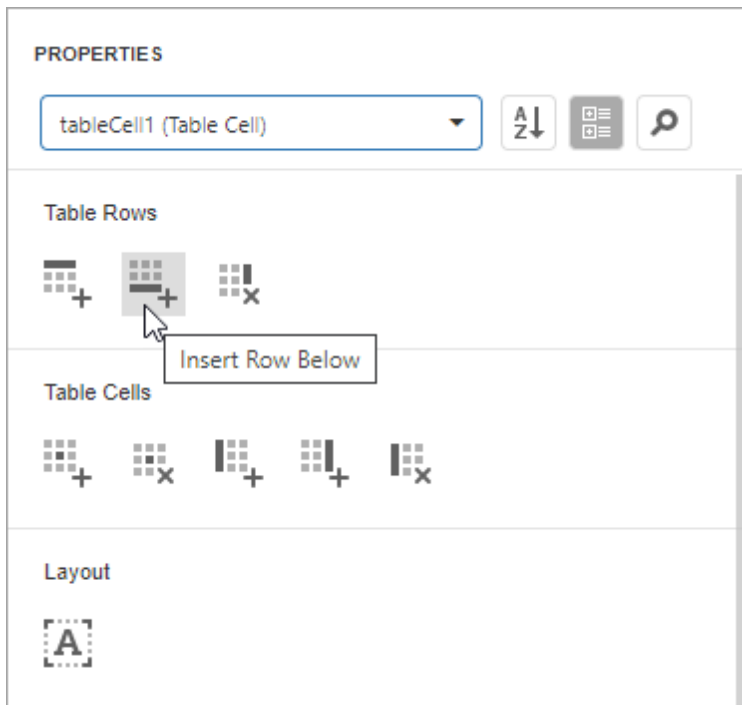 PROPERTIES
tableCell1 (Table Cell)
A
Z
Table Rows
Insert Row Below
Table Cells
Layout
A